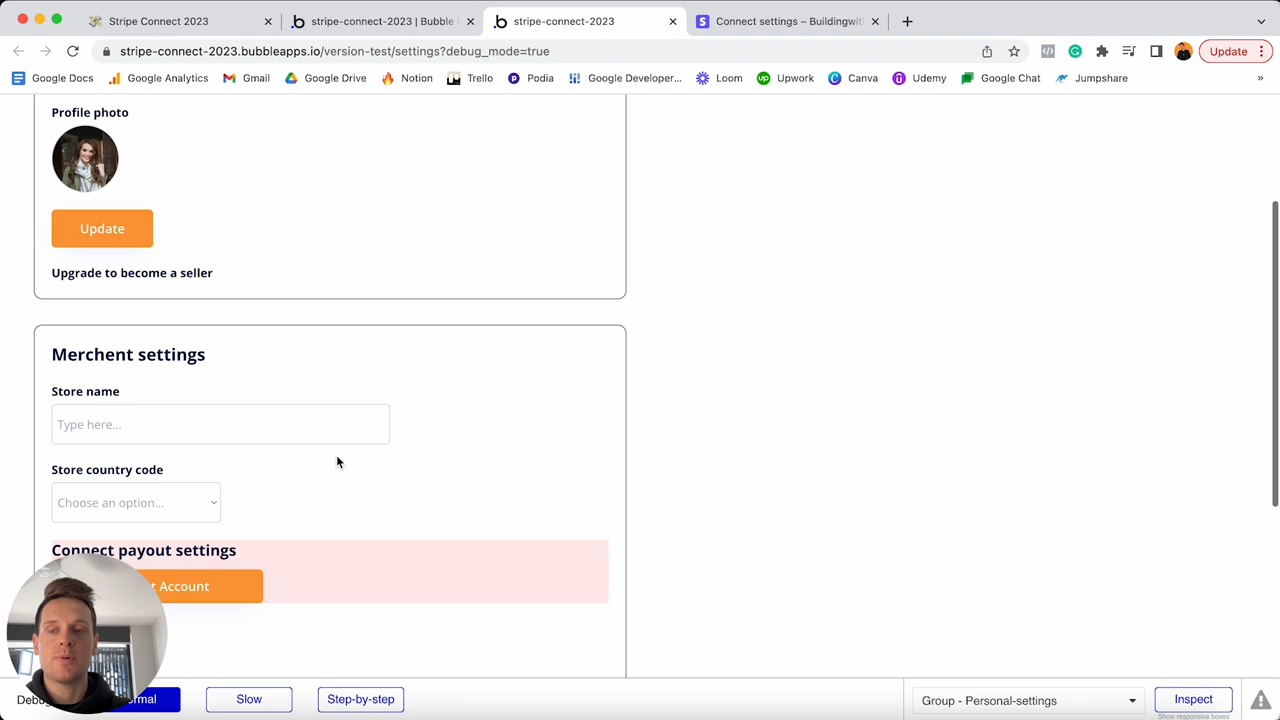 Stripe Connect 2023
stripe-connect-2023 | Bubble
stripe-connect-2023
Connect settings – Buildingwit
stripe-connect-2023.bubbleapps.io/version-test/settings?debug_mode=true
Update
Google Docs
Google Analytics
Gmail
Google Drive
Notion
Trello
Podia
Google Developer...
Loom
Upwork
Canva
Udemy
Google Chat
Jumpshare
»
Profile photo
Update
Upgrade to become a seller
Merchent settings
Store name
Type here...
Store country code
Choose an option...
Connect payout settings
Account
Slow
Step-by-step
Group - Personal-settings
Inspect
Show responsive boxes